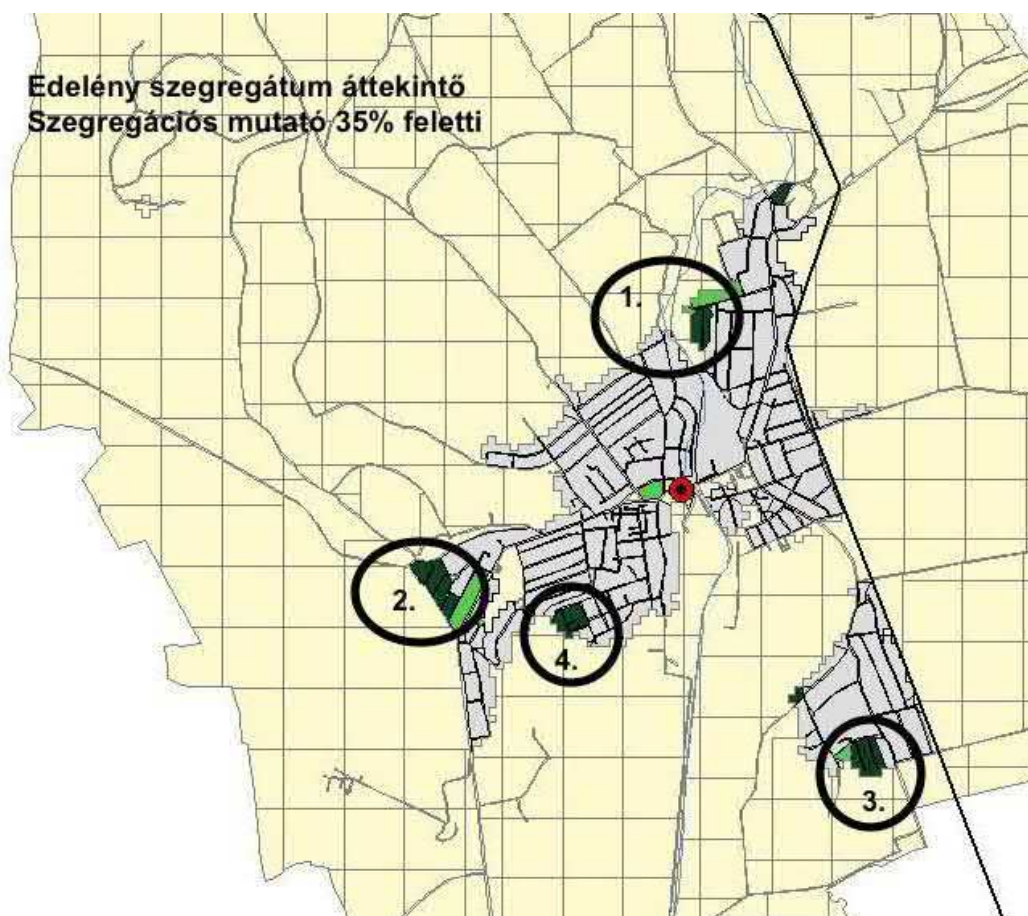 Edelény szegregátum áttekintő
Szegregációs mutató 35% feletti
1.
2.
4.
3.